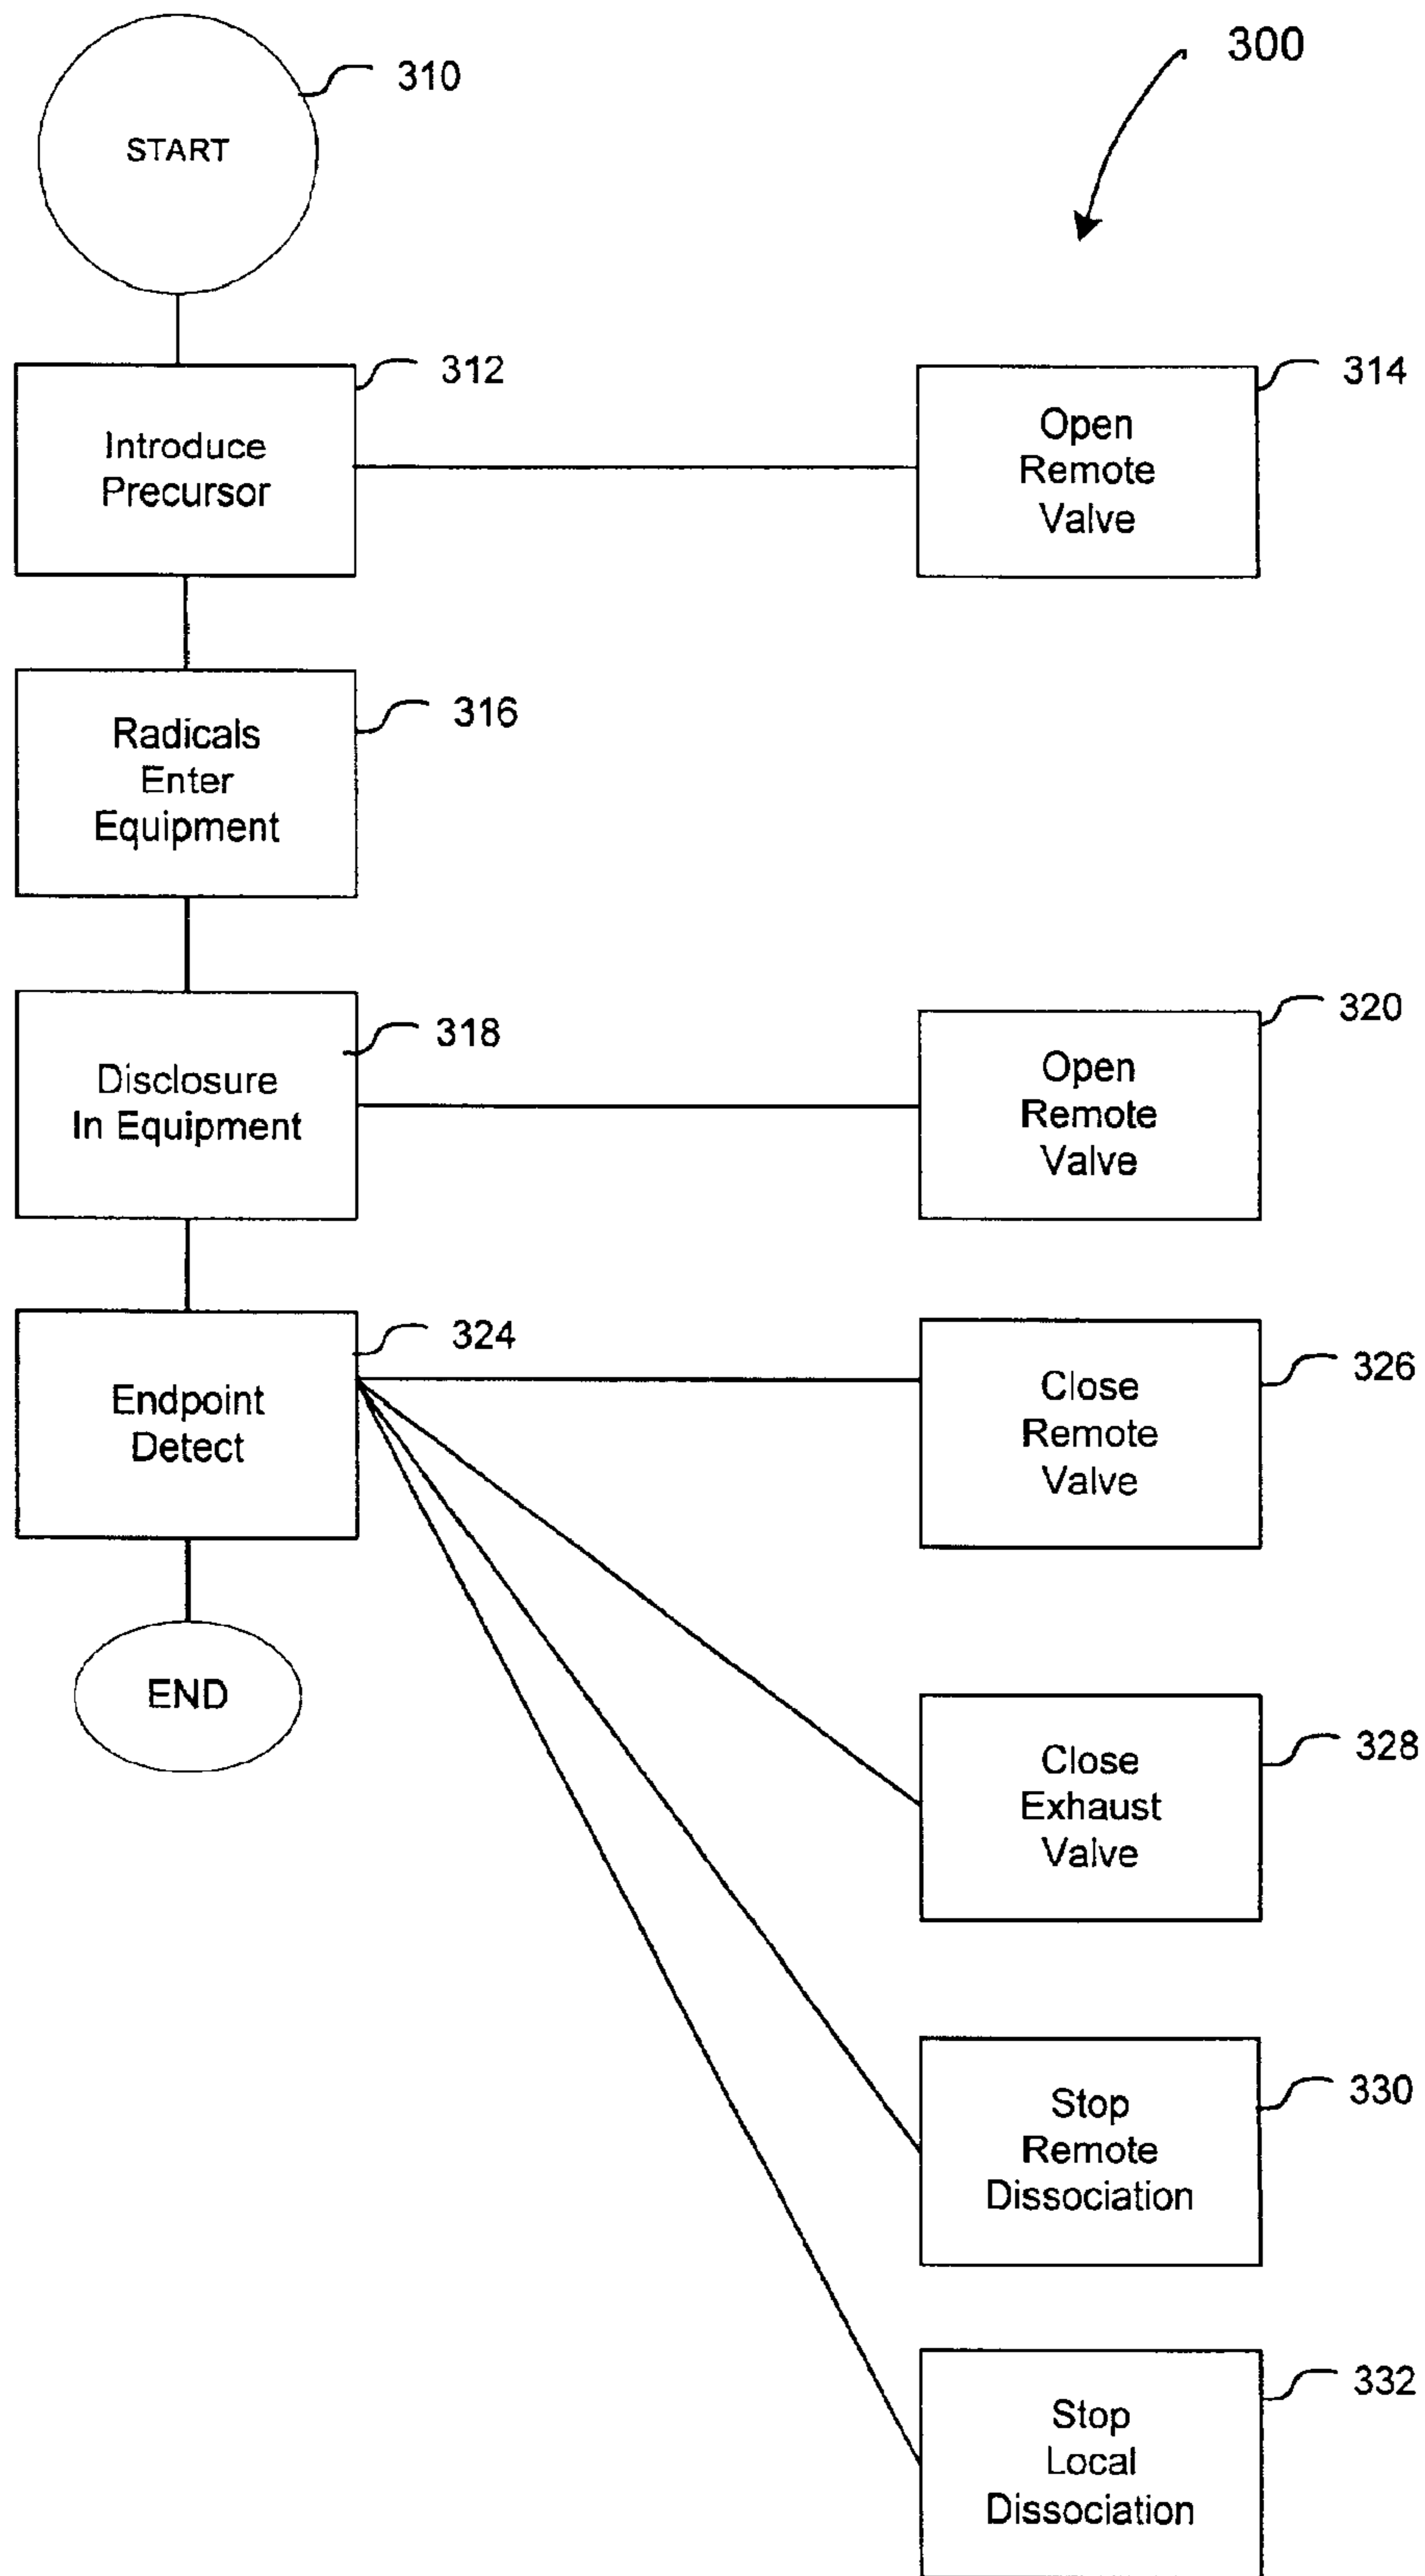 300
310
START
312
Introduce
Precursor
314
Open
Remote
Valve
316
Radicals
Enter
Equipment
318
Disclosure
In Equipment
320
Open
Remote
Valve
324
Endpoint
Detect
326
Close
Remote
Valve
END
328
Close
Exhaust
Valve
330
Stop
Remote
Dissociation
332
Stop
Local
Dissociation